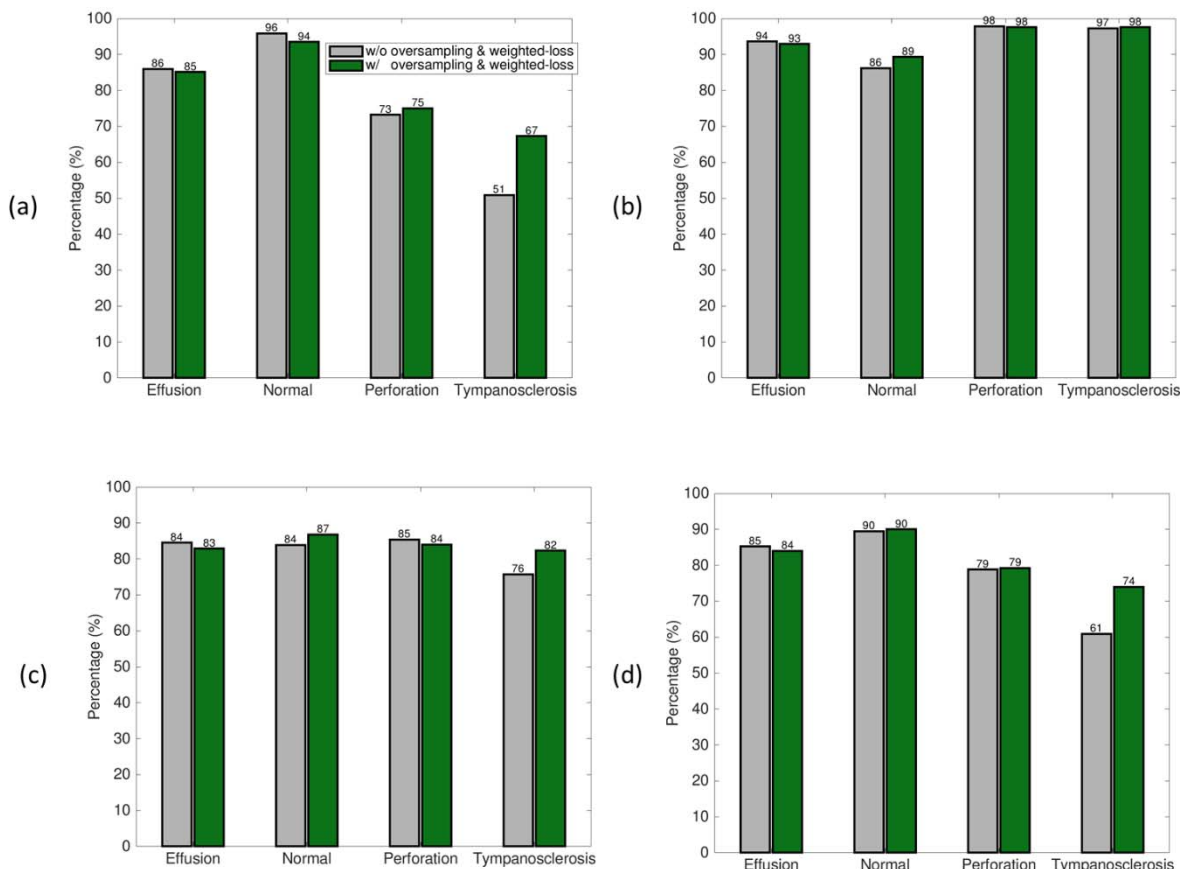 (a)
Percentage (%)
100
90
80
70
60
50
40
30
20
10
0
86
85
96
94
73
75
51
67
w/o oversampling & weighted-loss
w/ oversampling & weighted-loss
Effusion
Normal
Perforation
Tympanosclerosis
(b)
Percentage (%)
100
90
80
70
60
50
40
30
20
10
0
94
93
86
89
98
98
97
98
Effusion
Normal
Perforation
Tympanosclerosis
(c)
Percentage (%)
100
90
80
70
60
50
40
30
20
10
0
84
83
84
87
85
84
76
82
Effusion
Normal
Perforation
Tympanosclerosis
(d)
Percentage (%)
100
90
80
70
60
50
40
30
20
10
0
85
84
90
90
79
79
61
74
Effusion
Normal
Perforation
Tympanosclerosis